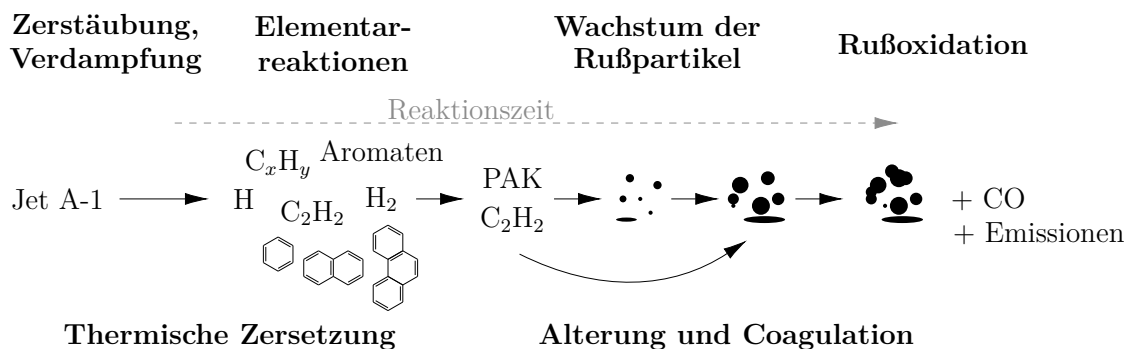 Zerstäubung,
Verdampfung
Elementar-
reaktionen
Wachstum der
Rußpartikel
Rußoxidation
Reaktionszeit
CxHy
Aromaten
Jet A-1
H
C2H2
H2
PAK
C2H2
+ CO
+ Emissionen
Thermische Zersetzung
Alterung und Coagulation